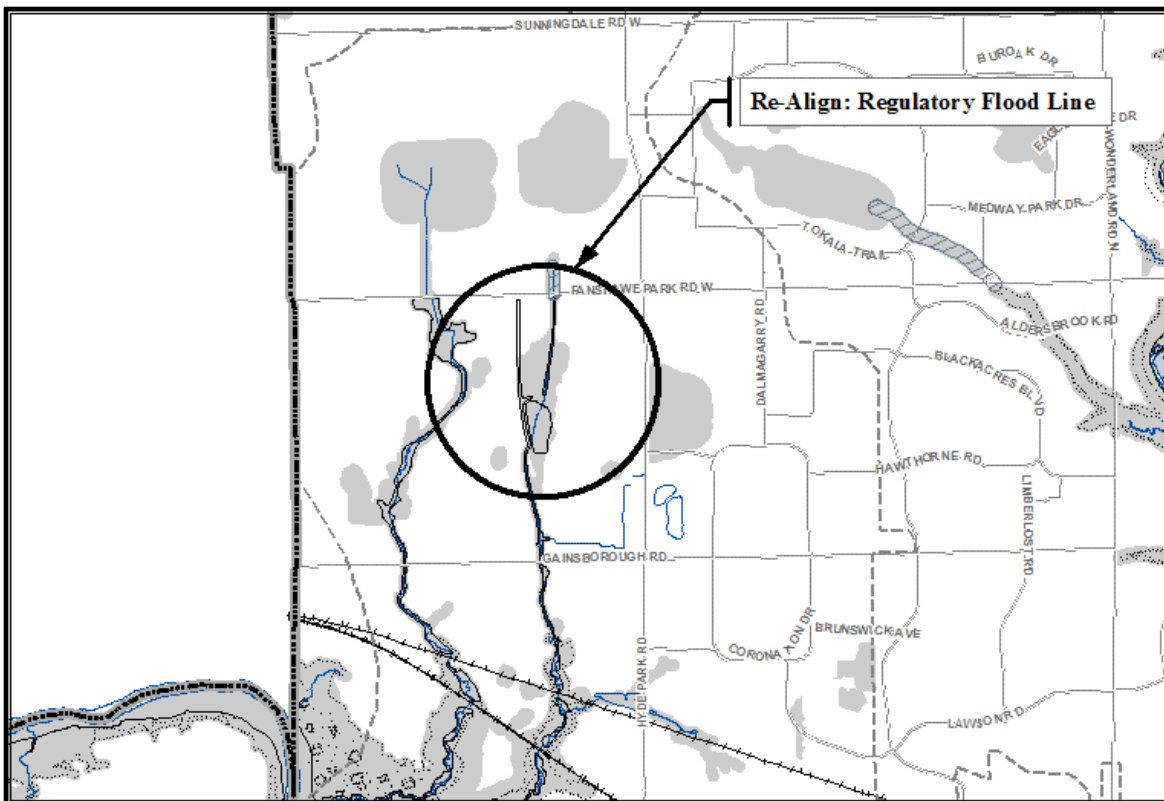 SUNNINGDALE RD W
BUROAK DR
Re-Align: Regulatory Flood Line
WONDERLAND RD N
MEDWAY PARK DR
TOKALA TRAIL
FANSHAWE PARK RD W
ALDERSBROOK RD
DALMAGARRY RD
BLACKACRES BLVD
HAWTHORNE RD
LIMBERLOST RD
GAINSBOROUGH RD
BRUNSWICK AVE
CORONATION DR
HYDE PARK RD
LAWSON RD